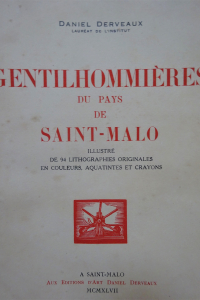 DANIEL DERVEAUX
LAURÉAT DE L'INSTITUT
GENTILHOMMIÈRES
DU PAYS
DE
SAINT-MALO
ILLUSTRÉ
DE 94 LITHOGRAPHIES ORIGINALES
EN COULEURS, AQUATINTES ET CRAYONS
A SAINT-MALO
AUX EDITIONS D'ART DANIEL DERVEAUX
MCMXLVII